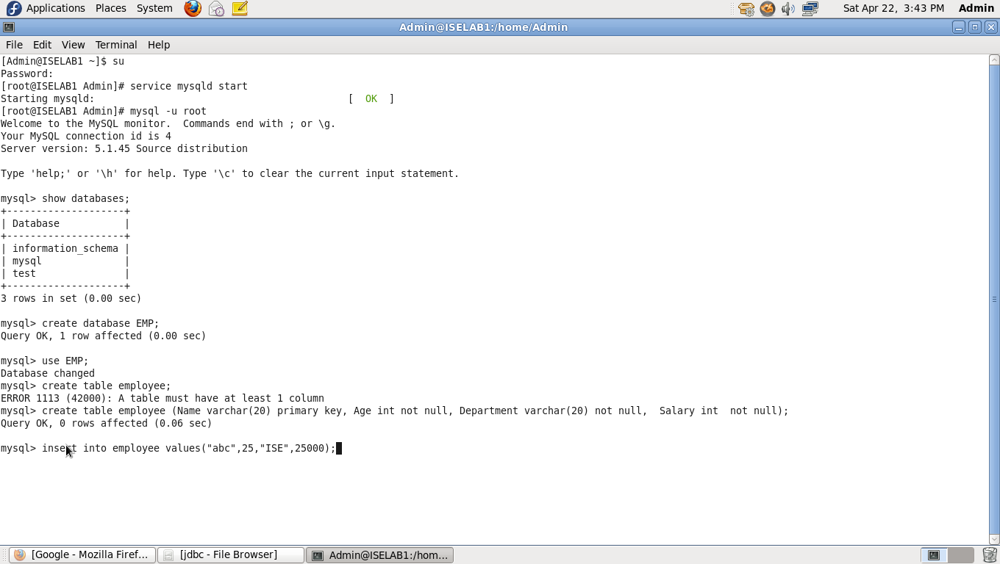 Applications Places System Sat Apr 22, 3:43 PM Admin
Admin@ISELAB1:/home/Admin
File Edit View Terminal Help
[Admin@ISELAB1 ~]$ su
Password:
[root@ISELAB1 Admin]# service mysqld start
Starting mysqld:                                           [  OK  ]
[root@ISELAB1 Admin]# mysql -u root
Welcome to the MySQL monitor.  Commands end with ; or \g.
Your MySQL connection id is 4
Server version: 5.1.45 Source distribution

Type 'help;' or '\h' for help. Type '\c' to clear the current input statement.

mysql> show databases;
+--------------------+
| Database           |
+--------------------+
| information_schema |
| mysql              |
| test               |
+--------------------+
3 rows in set (0.00 sec)

mysql> create database EMP;
Query OK, 1 row affected (0.00 sec)

mysql> use EMP;
Database changed
mysql> create table employee;
ERROR 1113 (42000): A table must have at least 1 column
mysql> create table employee (Name varchar(20) primary key, Age int not null, Department varchar(20) not null,  Salary int  not null);
Query OK, 0 rows affected (0.06 sec)

mysql> insert into employee values("abc",25,"ISE",25000);
[Google - Mozilla Firef... [jdbc - File Browser] Admin@ISELAB1:/hom...